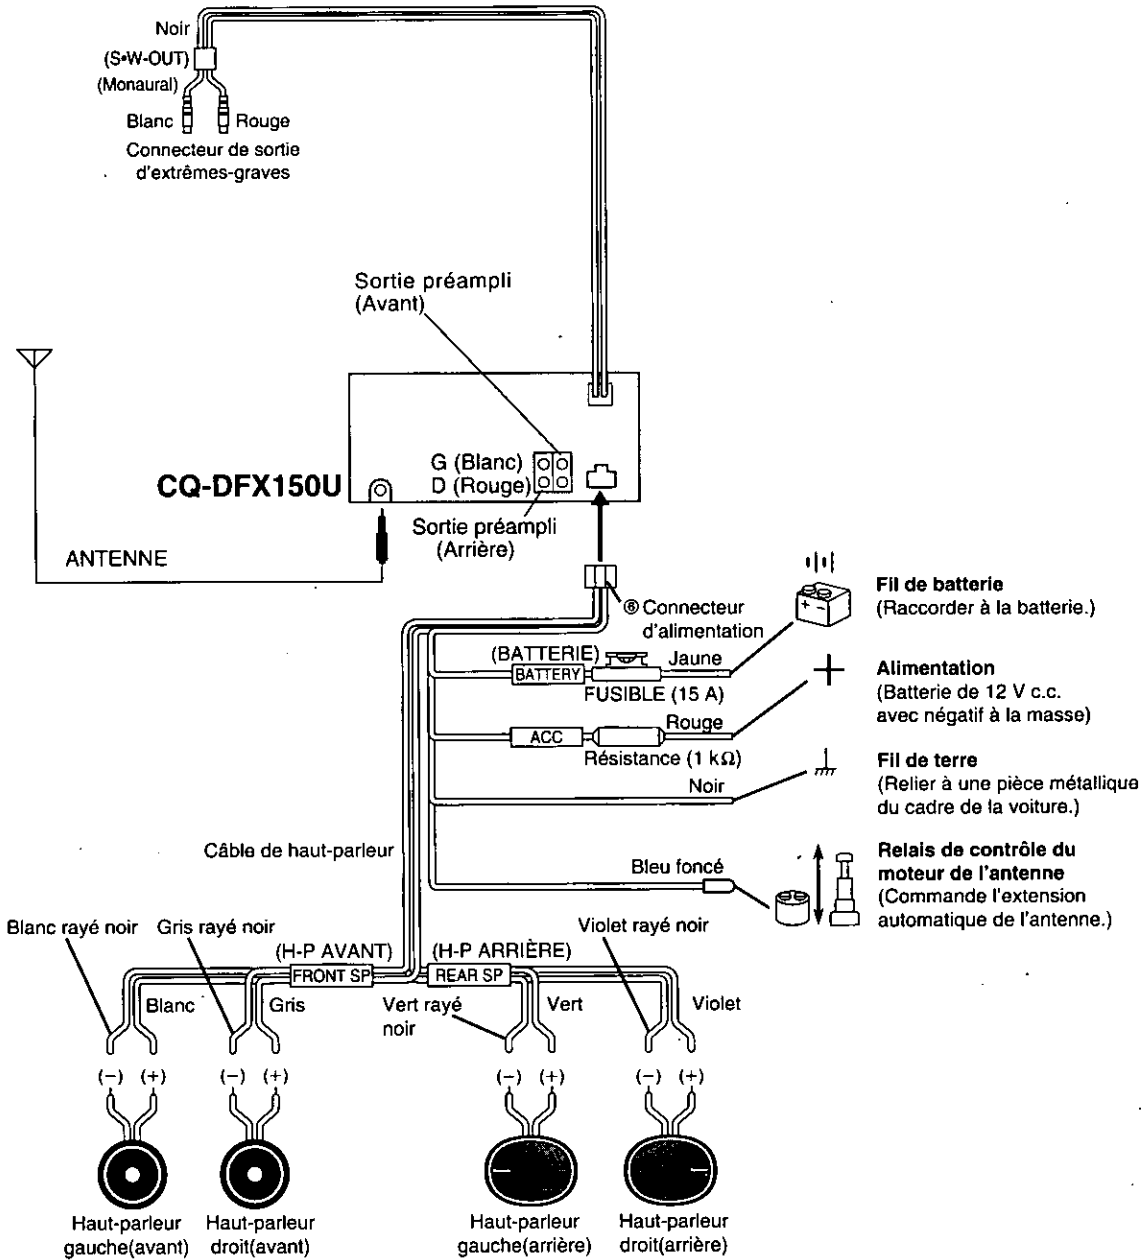 Noir
(S•W-OUT)
(Monaural)
Blanc
Rouge
Connecteur de sortie
d'extrêmes-graves
Sortie préampli
(Avant)
G (Blanc)
D (Rouge)
CQ-DFX150U
Sortie préampli
(Arrière)
ANTENNE
⑥ Connecteur
d'alimentation
Fil de batterie
(Raccorder à la batterie.)
(BATTERIE)
BATTERY
Jaune
FUSIBLE (15 A)
Alimentation
(Batterie de 12 V c.c.
avec négatif à la masse)
Rouge
ACC
Résistance (1 kΩ)
Noir
Fil de terre
(Relier à une pièce métallique
du cadre de la voiture.)
Câble de haut-parleur
Bleu foncé
Relais de contrôle du
moteur de l'antenne
(Commande l'extension
automatique de l'antenne.)
Blanc rayé noir
Gris rayé noir
(H-P AVANT)
FRONT SP
(H-P ARRIÈRE)
REAR SP
Violet rayé noir
Blanc
Gris
Vert rayé
noir
Vert
Violet
(−) (+)
(−) (+)
(−) (+)
(−) (+)
Haut-parleur
gauche(avant)
Haut-parleur
droit(avant)
Haut-parleur
gauche(arrière)
Haut-parleur
droit(arrière)